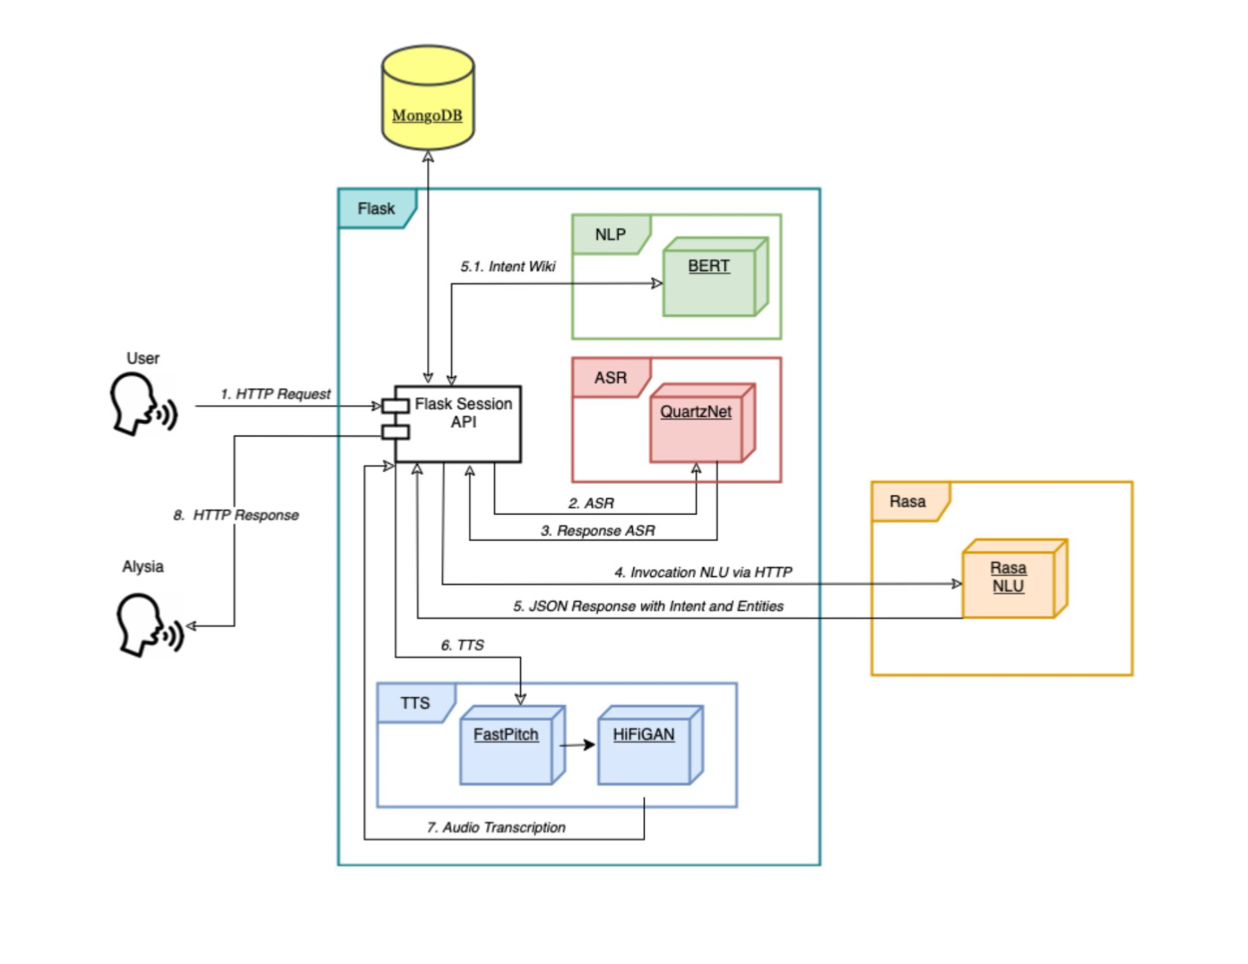 MongoDB
Flask
NLP
BERT
5.1. Intent Wiki
User
1. HTTP Request
Flask Session
API
ASR
QuartzNet
2. ASR
3. Response ASR
8. HTTP Response
Rasa
Alysia
4. Invocation NLU via HTTP
Rasa
NLU
5. JSON Response with Intent and Entities
6. TTS
TTS
FastPitch
HiFiGAN
7. Audio Transcription